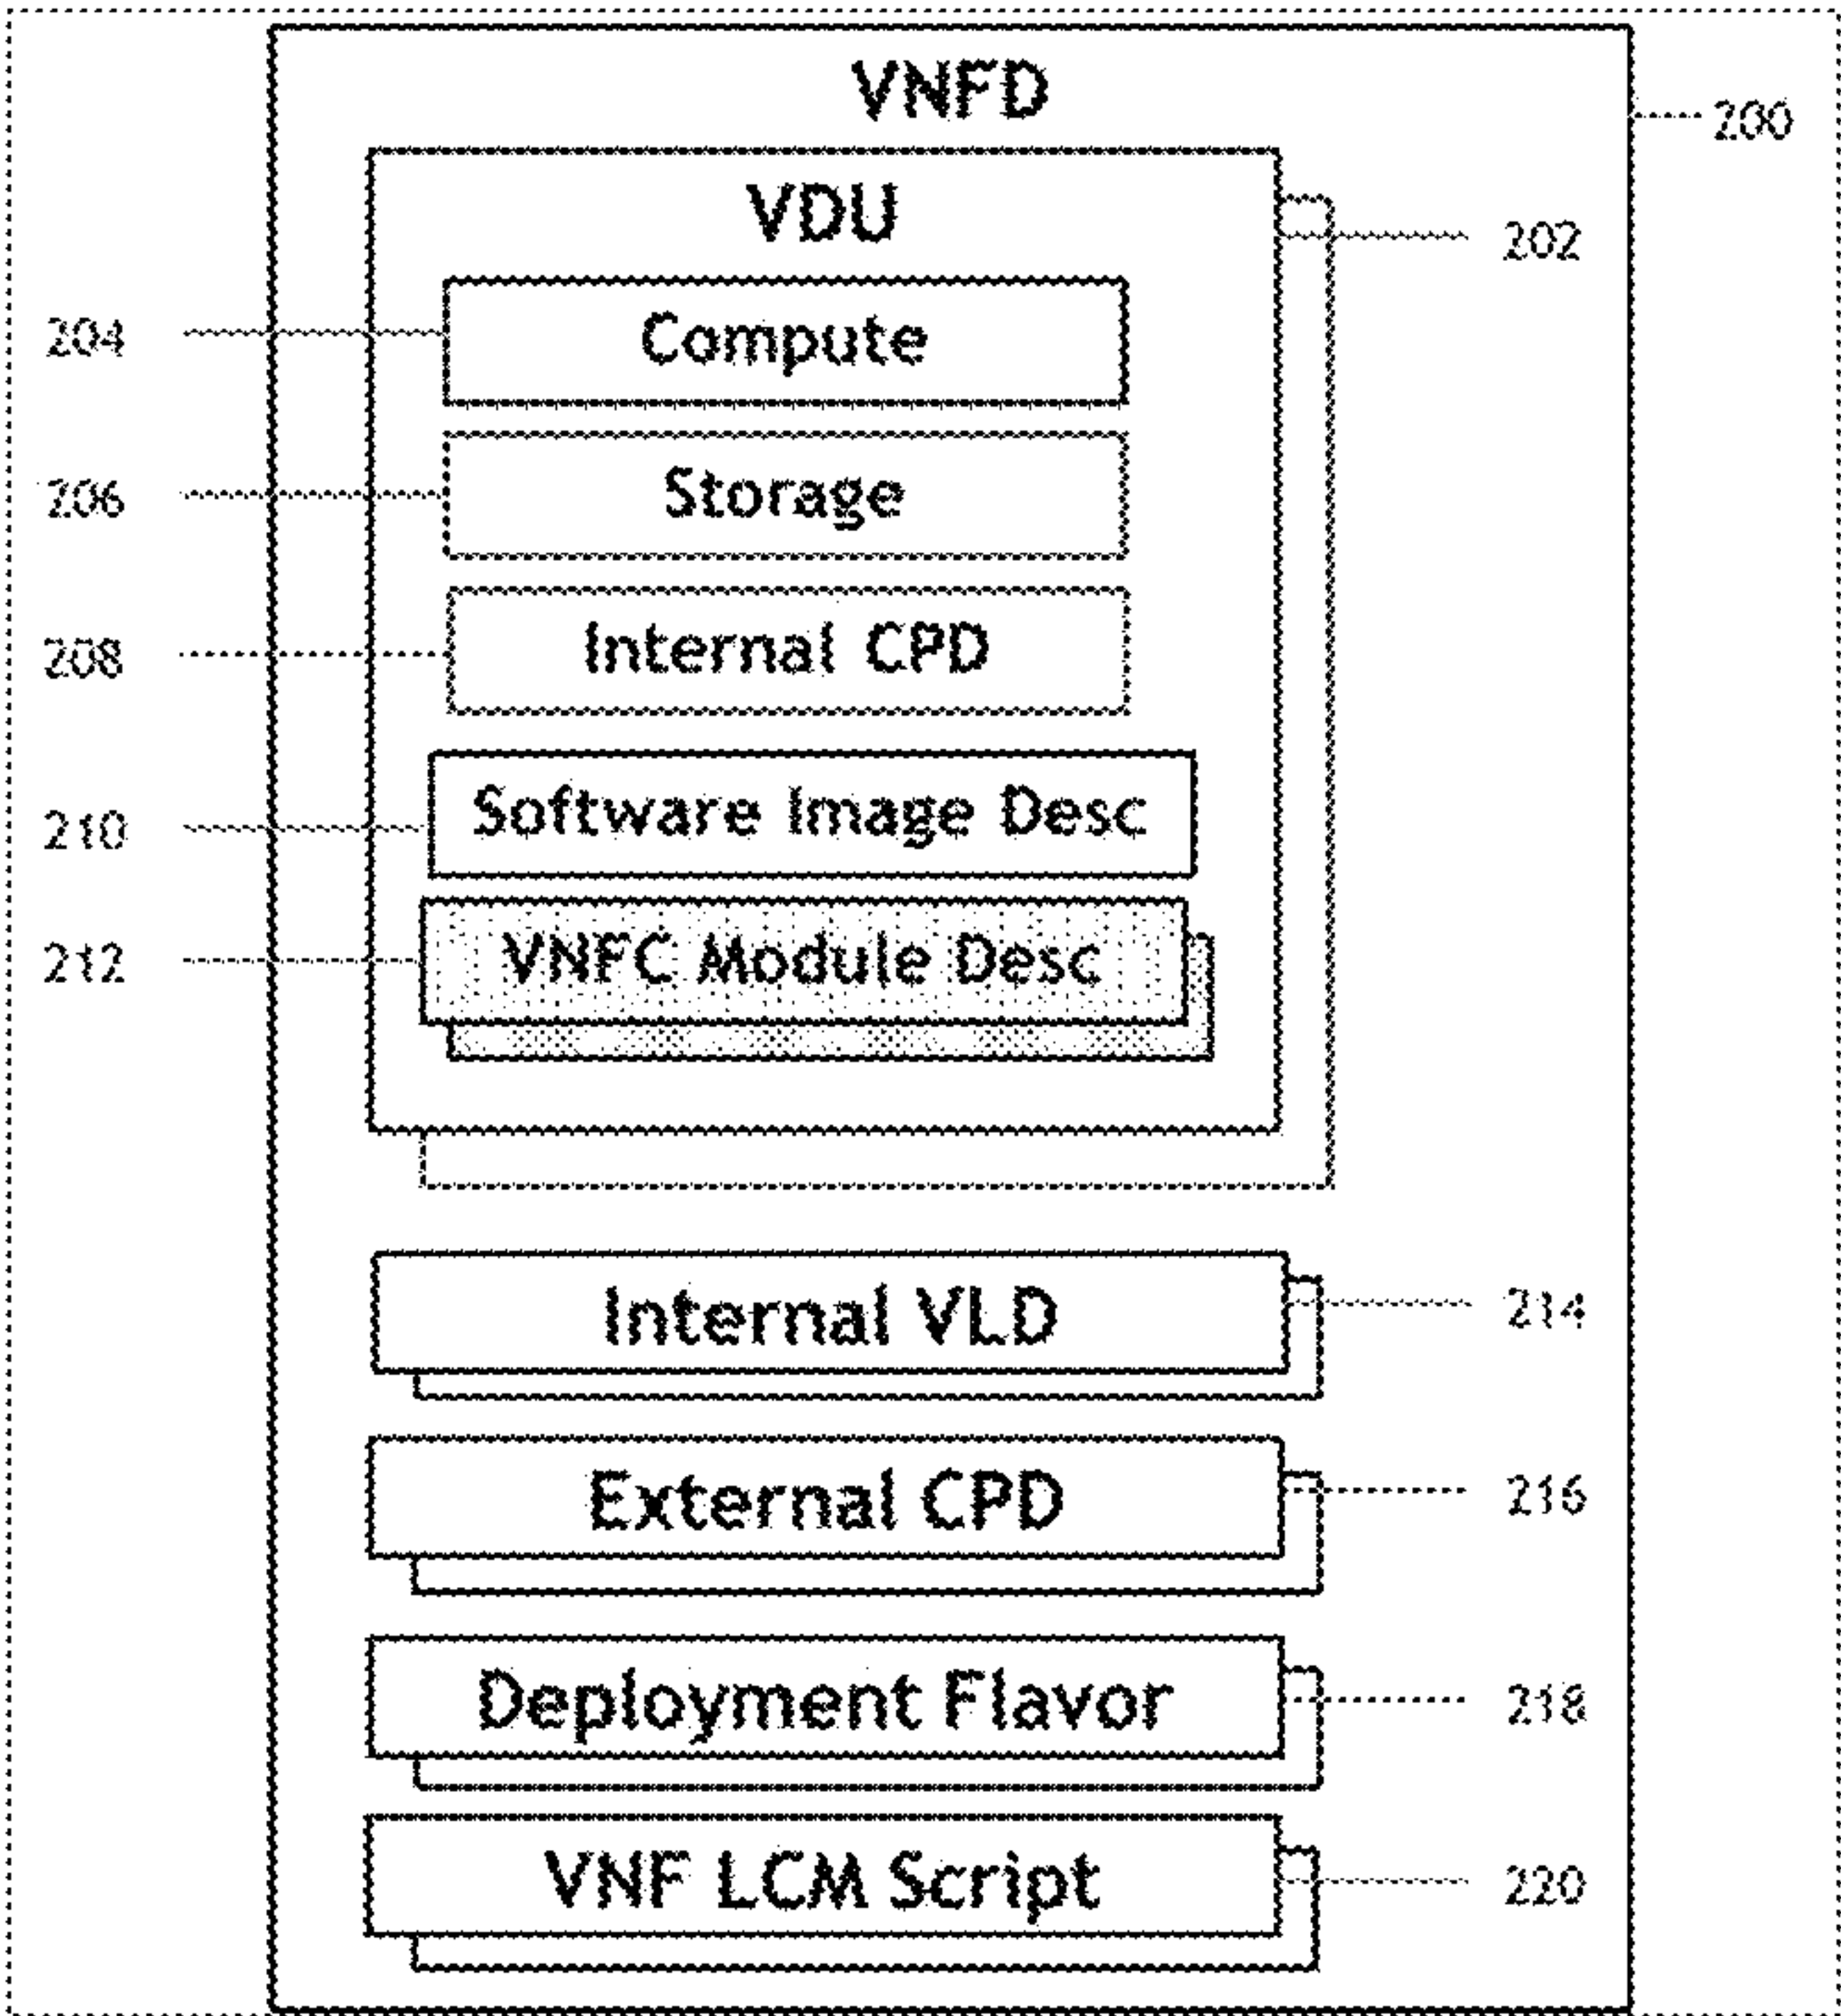 VNFD
200
VDU
202
204
Compute
206
Storage
208
Internal CPD
210
Software Image Desc
212
VNFC Module Desc
Internal VLD
214
External CPD
216
Deployment Flavor
218
VNF LCM Script
220